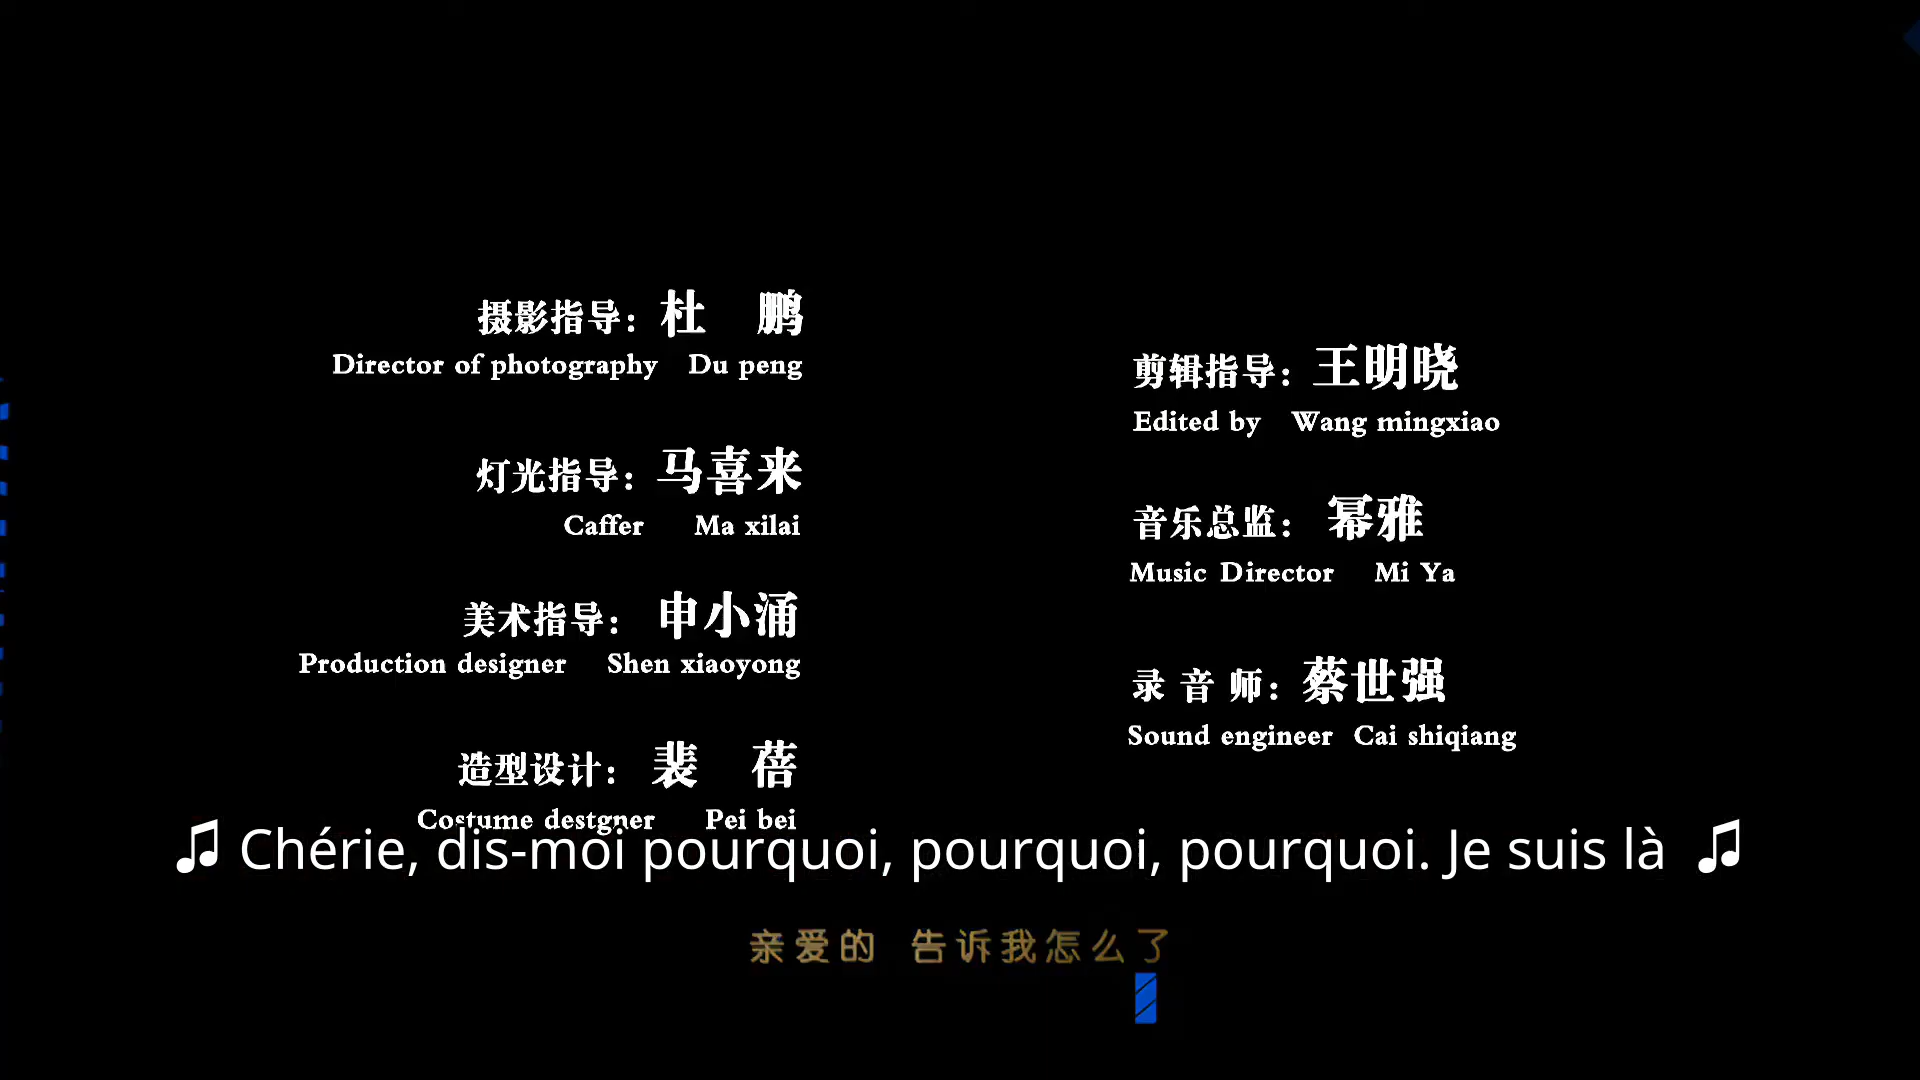 摄影指导：杜 鹏
Director of photography Du peng
灯光指导：马喜来
Caffer Ma xilai
美术指导： 申小涌
Production designer Shen xiaoyong
造型设计： 裴 蓓
Costume destgner Pei bei
剪辑指导：王明晓
Edited by Wang mingxiao
音乐总监： 幂雅
Music Director Mi Ya
录 音 师：蔡世强
Sound engineer Cai shiqiang
♫ Chérie, dis-moi pourquoi, pourquoi, pourquoi. Je suis là ♫
亲爱的 告诉我怎么了